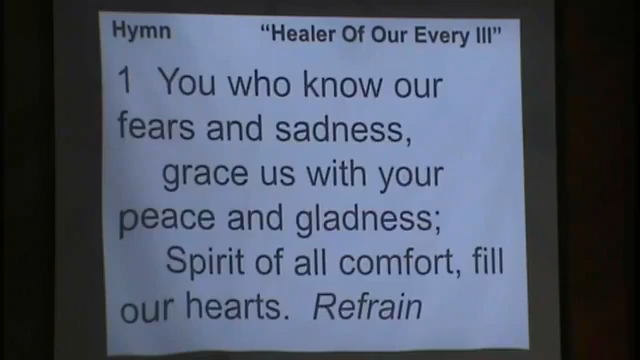 Hymn "Healer Of Our Every Ill"
1 You who know our
fears and sadness,
grace us with your
peace and gladness;
Spirit of all comfort, fill
our hearts. Refrain